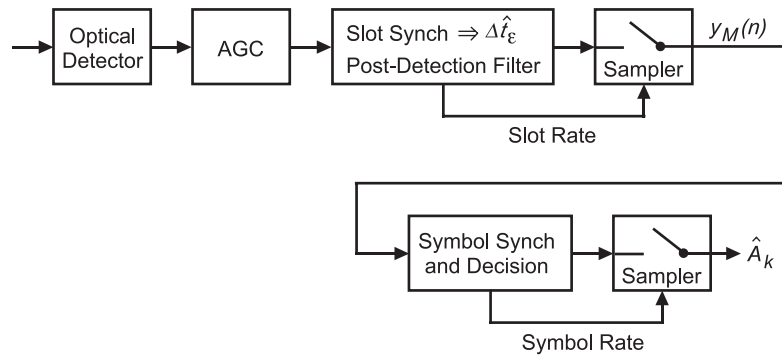 Optical
Detector
AGC
Slot Synch ⇒ Δt̂ε
Post-Detection Filter
Sampler
yM(n)
Slot Rate
Symbol Synch
and Decision
Sampler
Âk
Symbol Rate